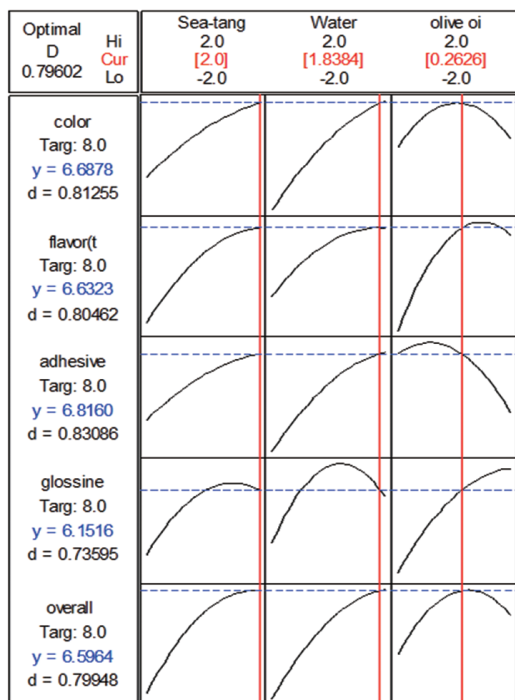 Optimal
D
0.79602
Hi
Cur
Lo
Sea-tang
2.0
[2.0]
-2.0
Water
2.0
[1.8384]
-2.0
olive oi
2.0
[0.2626]
-2.0
color
Targ: 8.0
y = 6.6878
d = 0.81255
flavor(t
Targ: 8.0
y = 6.6323
d = 0.80462
adhesive
Targ: 8.0
y = 6.8160
d = 0.83086
glossine
Targ: 8.0
y = 6.1516
d = 0.73595
overall
Targ: 8.0
y = 6.5964
d = 0.79948